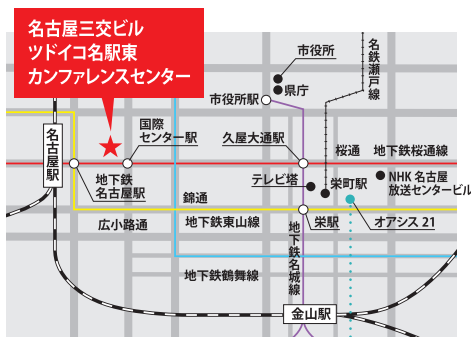 名古屋三交ビル
ツドイコ名駅東
カンファレンスセンター
市役所
県庁
名鉄瀬戸線
市役所駅
国際
センター駅
久屋大通駅
桜通
地下鉄桜通線
名古屋駅
地下鉄
名古屋駅
テレビ塔
栄町駅
NHK 名古屋
放送センタービル
錦通
広小路通
地下鉄東山線
栄駅
オアシス 21
地下鉄名城線
地下鉄鶴舞線
金山駅